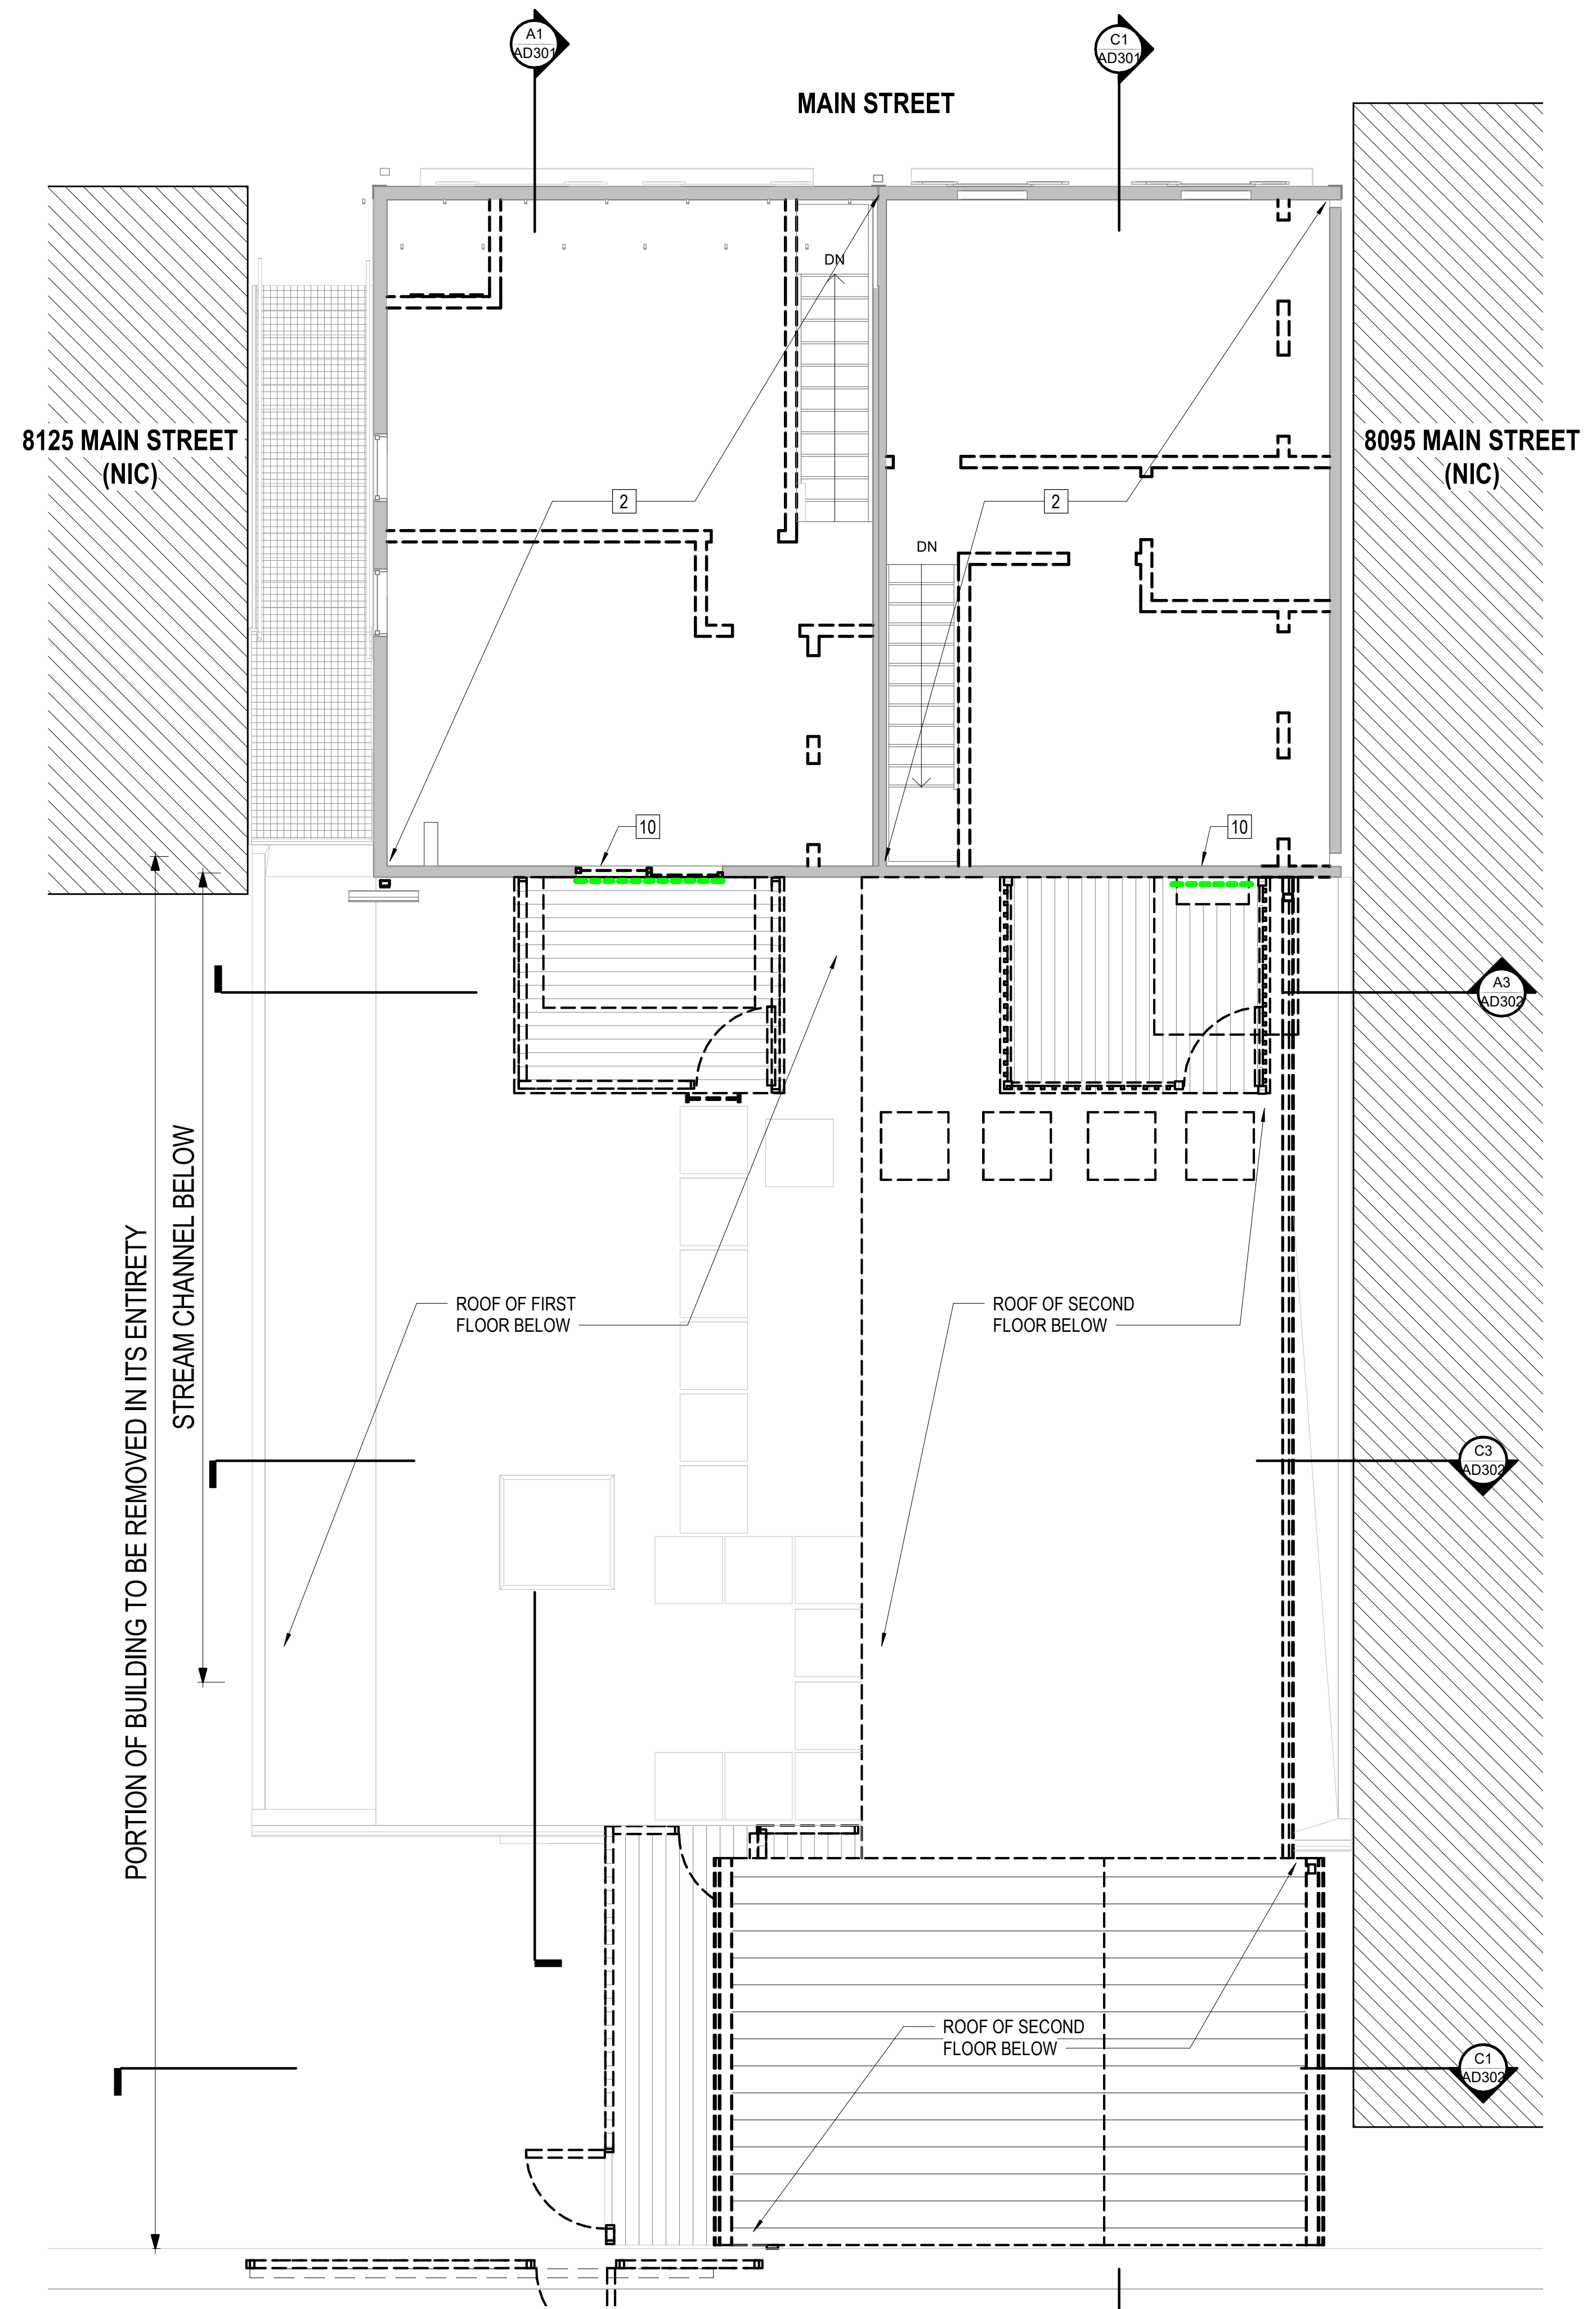 A1
AD301
C1
AD301
MAIN STREET
DN
8125 MAIN STREET
(NIC)
8095 MAIN STREET
(NIC)
2
2
DN
10
10
A3
AD302
STREAM CHANNEL BELOW
PORTION OF BUILDING TO BE REMOVED IN ITS ENTIRETY
ROOF OF FIRST
FLOOR BELOW
ROOF OF SECOND
FLOOR BELOW
C3
AD302
ROOF OF SECOND
FLOOR BELOW
C1
AD302